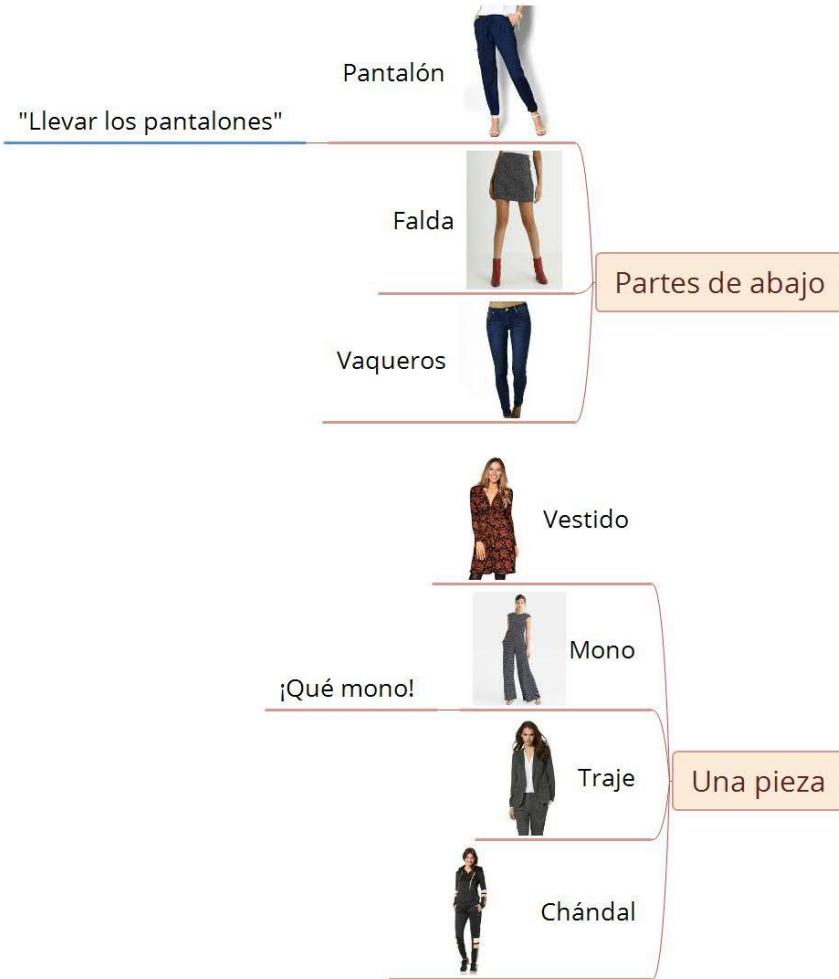 Pantalón
"Llevar los pantalones"
Falda
Partes de abajo
Vaqueros
Vestido
Mono
¡Qué mono!
Traje
Una pieza
Chándal